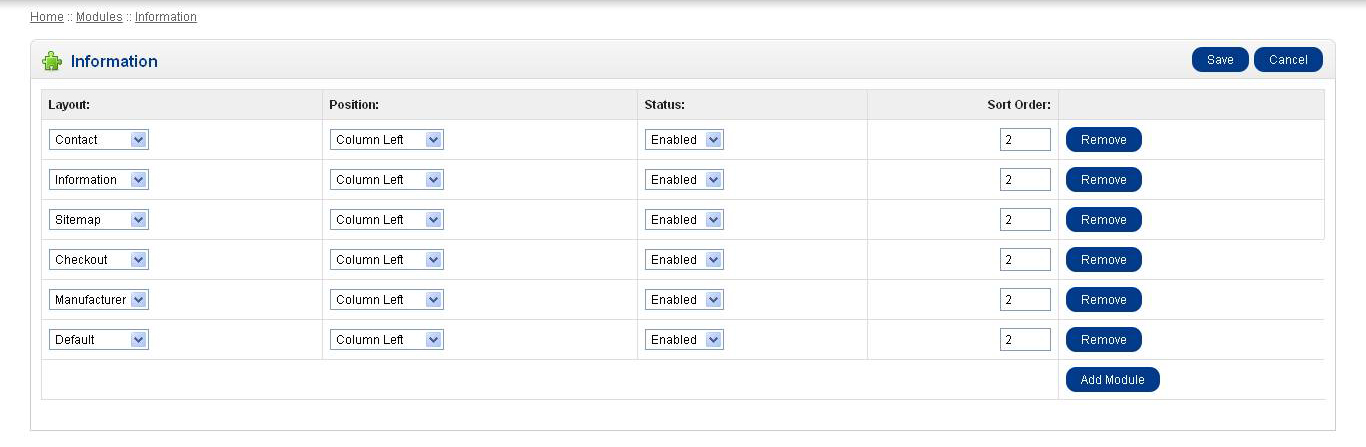 Home :: Modules :: Information
Information Save Cancel
Layout: Position: Status: Sort Order:
Contact Column Left Enabled 2 Remove
Information Column Left Enabled 2 Remove
Sitemap Column Left Enabled 2 Remove
Checkout Column Left Enabled 2 Remove
Manufacturer Column Left Enabled 2 Remove
Default Column Left Enabled 2 Remove
Add Module